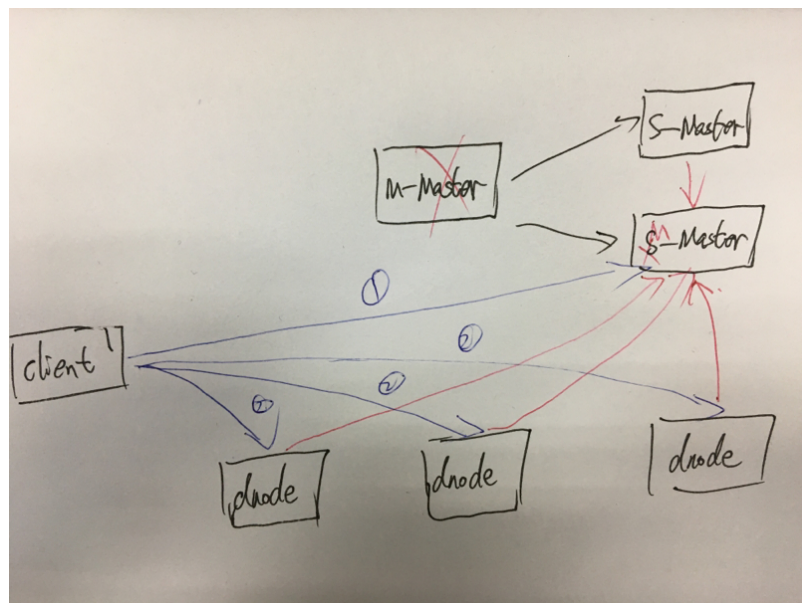 S-Master
M-Master
M
S-Master
①
②
client
②
②
dnode
dnode
dnode